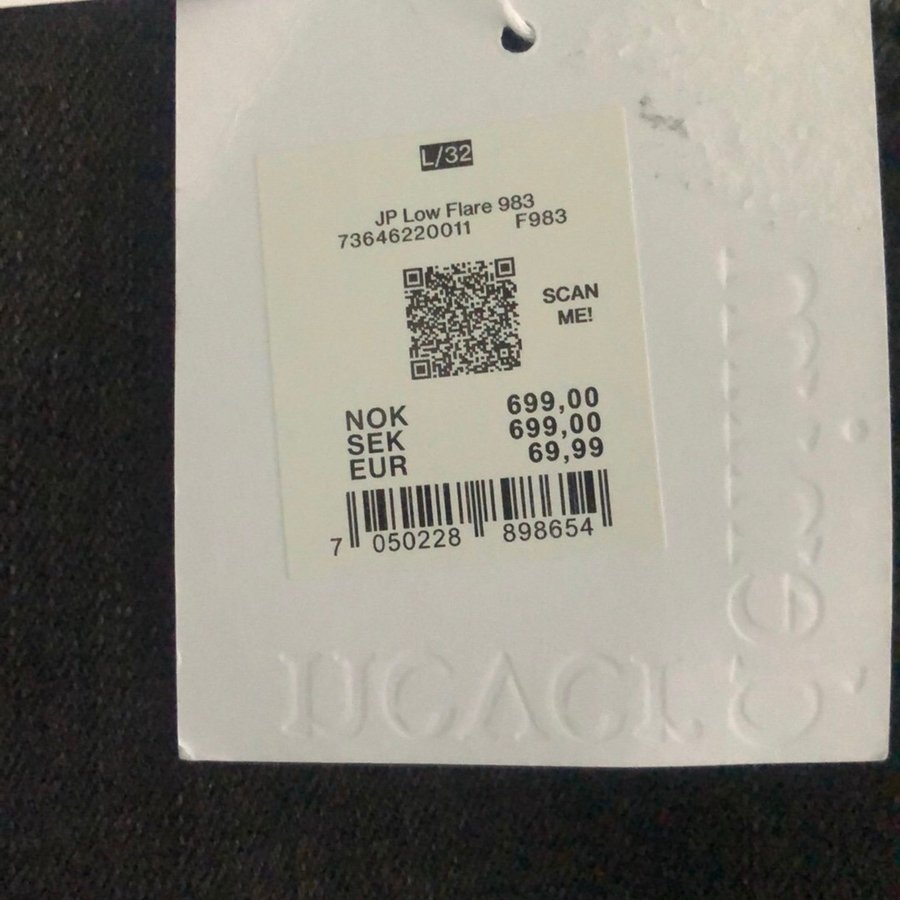 L/32
JP Low Flare 983
73646220011 F983
SCAN
ME!
NOK 699,00
SEK 699,00
EUR 69,99
7 050228 898654